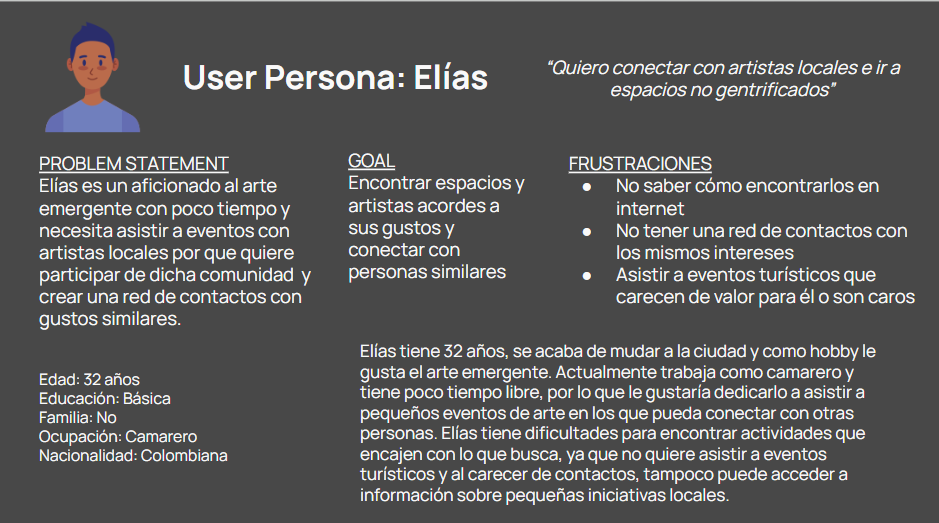 User Persona: Elías
“Quiero conectar con artistas locales e ir a
espacios no gentrificados”
PROBLEM STATEMENT
Elías es un aficionado al arte
emergente con poco tiempo y
necesita asistir a eventos con
artistas locales por que quiere
participar de dicha comunidad y
crear una red de contactos con
gustos similares.
GOAL
Encontrar espacios y
artistas acordes a
sus gustos y
conectar con
personas similares
FRUSTRACIONES
● No saber cómo encontrarlos en
internet
● No tener una red de contactos con
los mismos intereses
● Asistir a eventos turísticos que
carecen de valor para él o son caros
Edad: 32 años
Educación: Básica
Familia: No
Ocupación: Camarero
Nacionalidad: Colombiana
Elías tiene 32 años, se acaba de mudar a la ciudad y como hobby le
gusta el arte emergente. Actualmente trabaja como camarero y
tiene poco tiempo libre, por lo que le gustaría dedicarlo a asistir a
pequeños eventos de arte en los que pueda conectar con otras
personas. Elías tiene dificultades para encontrar actividades que
encajen con lo que busca, ya que no quiere asistir a eventos
turísticos y al carecer de contactos, tampoco puede acceder a
información sobre pequeñas iniciativas locales.